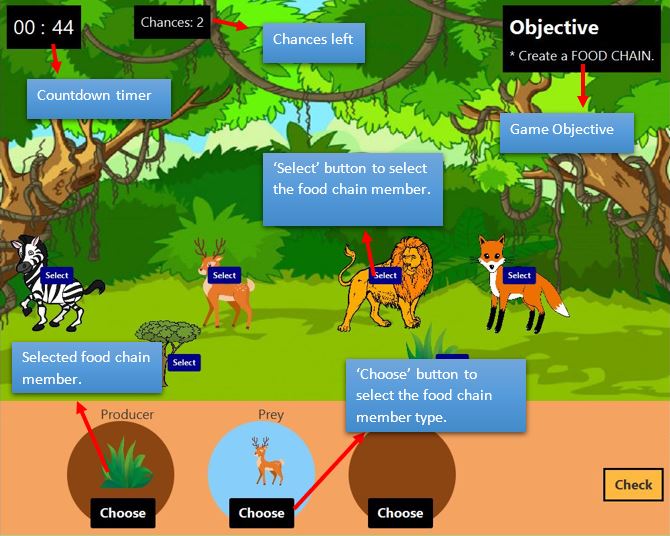 00 : 44
Chances: 2
Chances left
Objective
* Create a FOOD CHAIN.
Countdown timer
Game Objective
‘Select’ button to select
the food chain member.
Select
Select
Select
Select
Select
Selected food chain
member.
‘Choose’ button to
select the food chain
member type.
Producer
Prey
Choose
Choose
Choose
Check